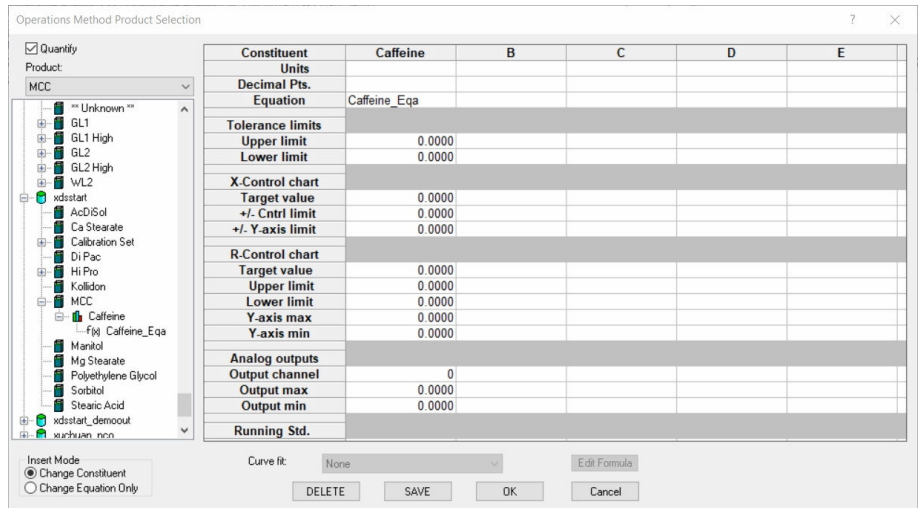 Operations Method Product Selection ? ×
Quantify
Product:
MCC
** Unknown **
GL1
GL1 High
GL2
GL2 High
WL2
xdsstart
AcDiSol
Ca Stearate
Calibration Set
Di Pac
Hi Pro
Kollidon
MCC
Caffeine
f(x) Caffeine_Eqa
Manitol
Mg Stearate
Polyethylene Glycol
Sorbitol
Stearic Acid
xdsstart_demoout
Constituent Caffeine B C D E
Units
Decimal Pts.
Equation Caffeine_Eqa
Tolerance limits
Upper limit 0.0000
Lower limit 0.0000
X-Control chart
Target value 0.0000
+/- Cntrl limit 0.0000
+/- Y-axis limit 0.0000
R-Control chart
Target value 0.0000
Upper limit 0.0000
Lower limit 0.0000
Y-axis max 0.0000
Y-axis min 0.0000
Analog outputs
Output channel 0
Output max 0.0000
Output min 0.0000
Running Std.
Insert Mode
Change Constituent
Change Equation Only
Curve fit: None Edit Formula
DELETE SAVE OK Cancel